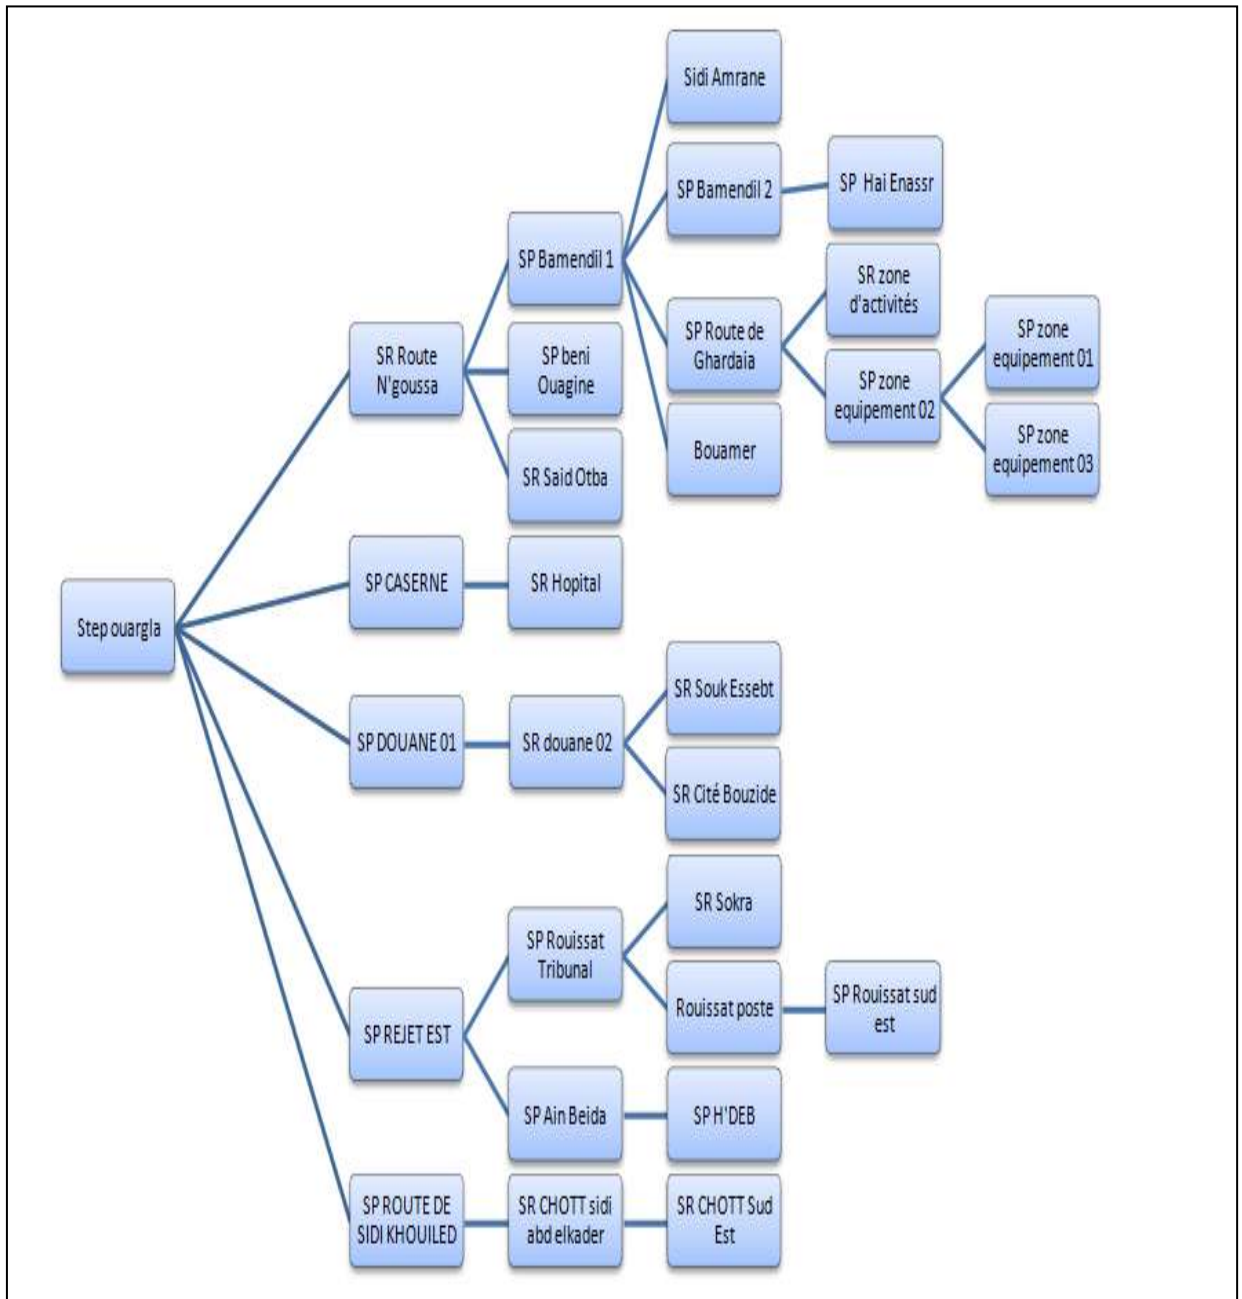 Step ouargla
SR Route
N'goussa
SP Bamendil 1
Sidi Amrane
SP Bamendil 2
SP Hai Enassr
SP Route de
Ghardaia
SR zone
d'activités
SP zone
equipement 02
SP zone
equipement 01
SP zone
equipement 03
Bouamer
SP beni
Ouagine
SR Said Otba
SP CASERNE
SR Hopital
SP DOUANE 01
SR douane 02
SR Souk Essebt
SR Cité Bouzide
SP REJET EST
SP Rouissat
Tribunal
SR Sokra
Rouissat poste
SP Rouissat sud
est
SP Ain Beida
SP H'DEB
SP ROUTE DE
SIDI KHOUILED
SR CHOTT sidi
abd elkader
SR CHOTT Sud
Est